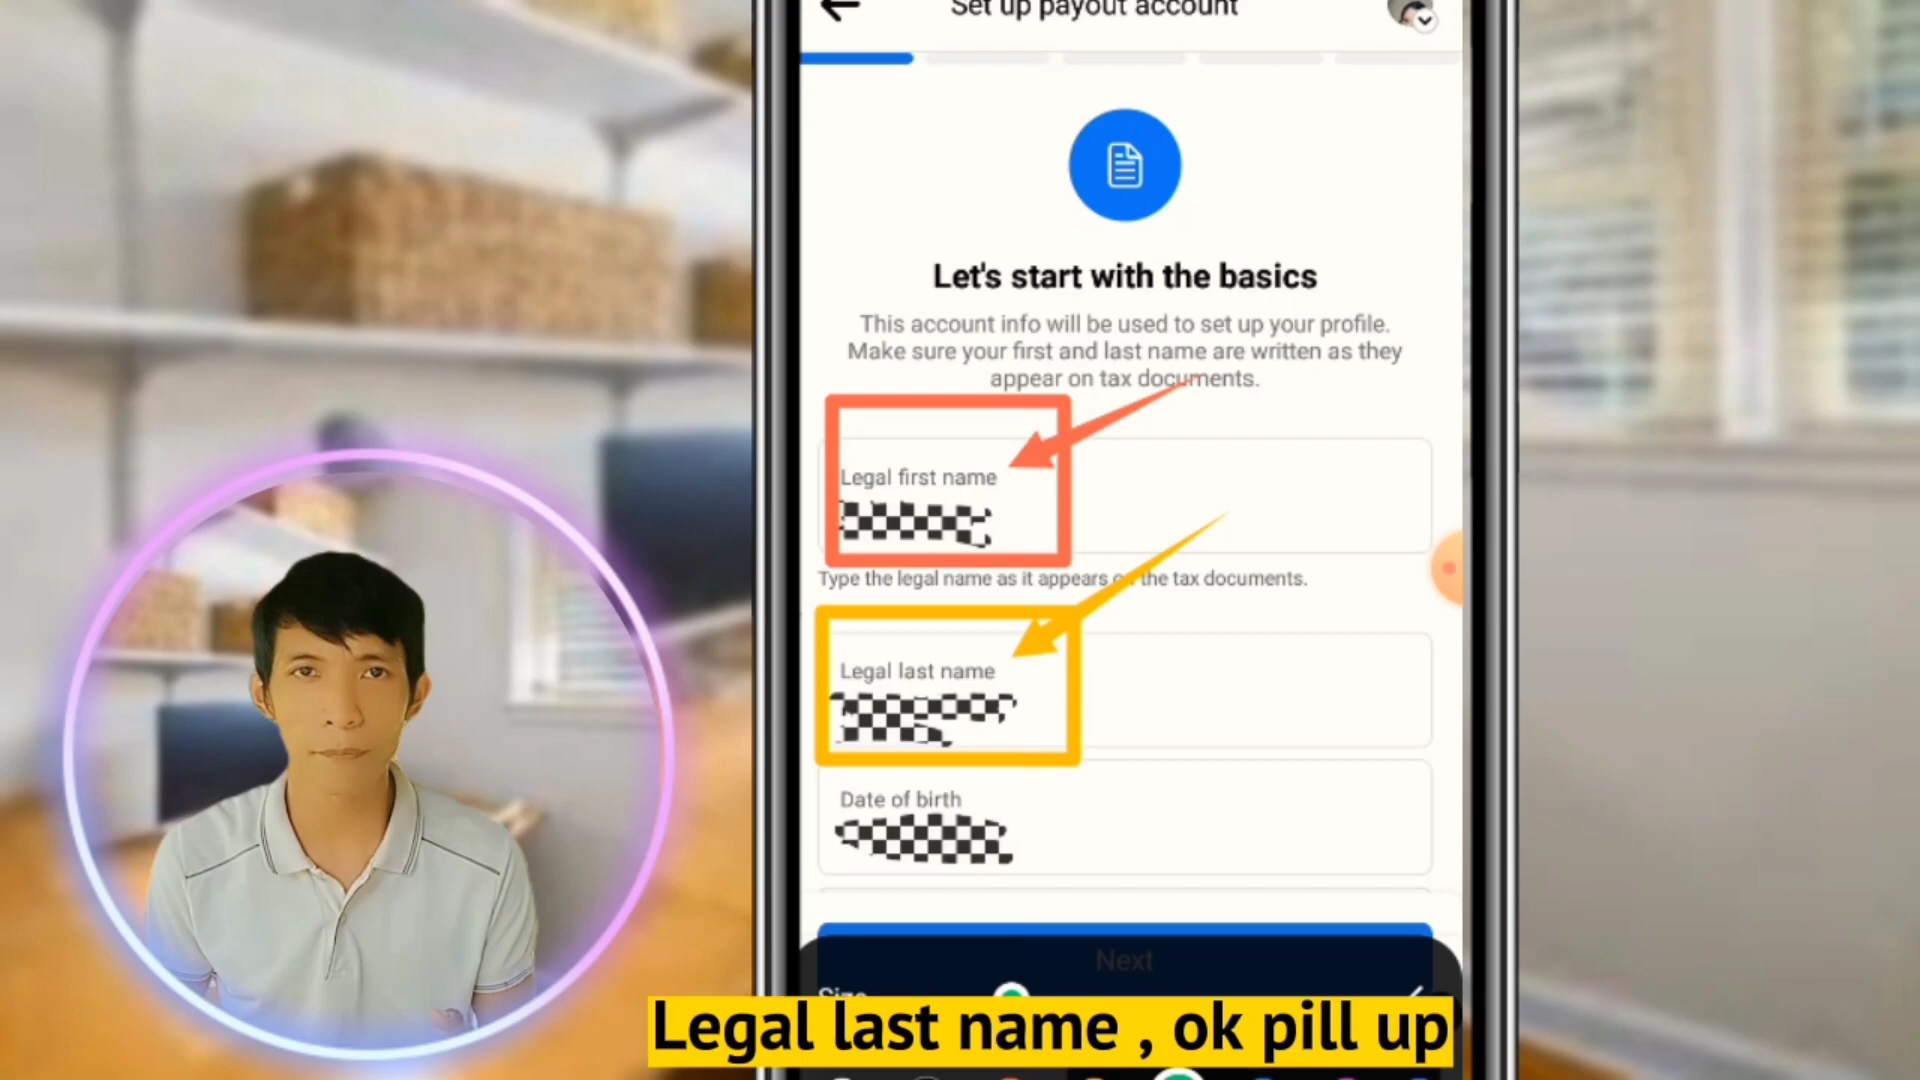 Set up payout account
Let's start with the basics
This account info will be used to set up your profile.
Make sure your first and last name are written as they
appear on tax documents.
Legal first name
Type the legal name as it appears on the tax documents.
Legal last name
Date of birth
Next
Size
Legal last name , ok pill up